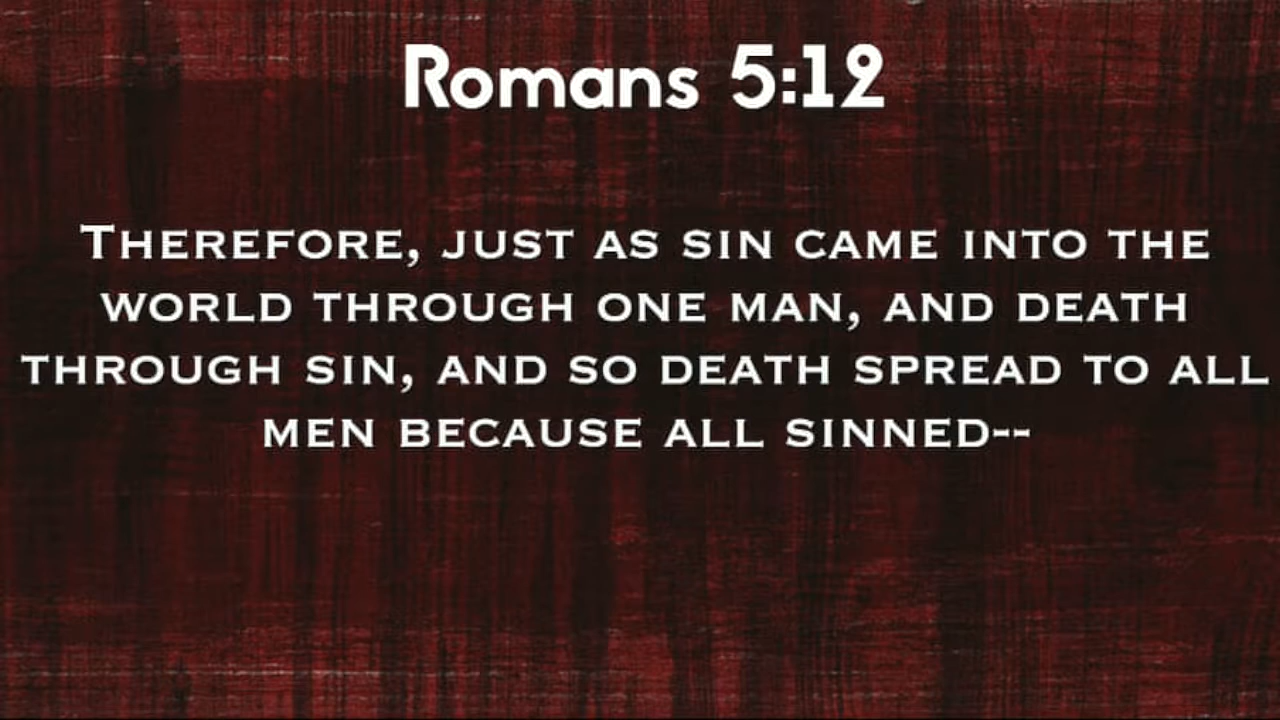 Romans 5:12
Therefore, just as sin came into the
world through one man, and death
through sin, and so death spread to all
men because all sinned--